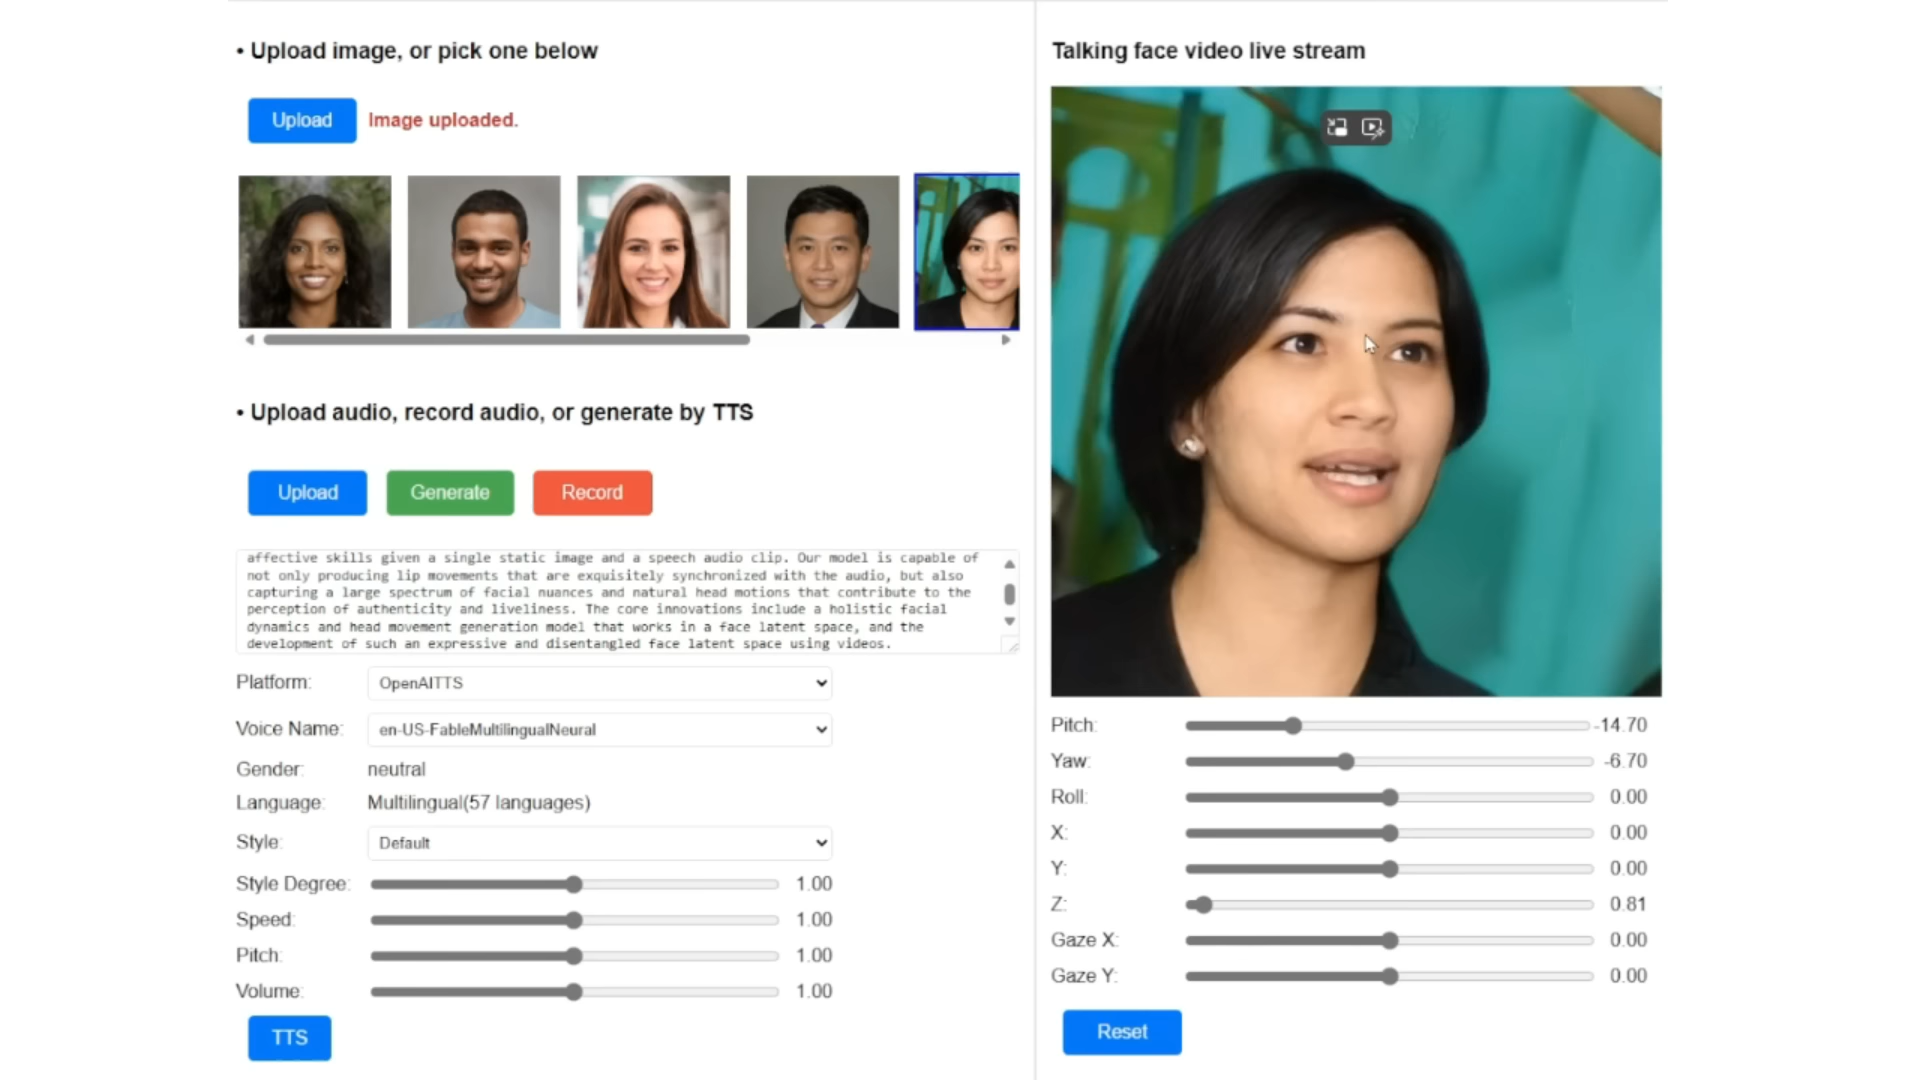 • Upload image, or pick one below
Upload
Image uploaded.
• Upload audio, record audio, or generate by TTS
Upload
Generate
Record
affective skills given a single static image and a speech audio clip. Our model is capable of
not only producing lip movements that are exquisitely synchronized with the audio, but also
capturing a large spectrum of facial nuances and natural head motions that contribute to the
perception of authenticity and liveliness. The core innovations include a holistic facial
dynamics and head movement generation model that works in a face latent space, and the
development of such an expressive and disentangled face latent space using videos.
Platform: OpenAITTS
Voice Name: en-US-FableMultilingualNeural
Gender: neutral
Language: Multilingual(57 languages)
Style: Default
Style Degree: 1.00
Speed: 1.00
Pitch: 1.00
Volume: 1.00
TTS
Talking face video live stream
Pitch: -14.70
Yaw: -6.70
Roll: 0.00
X: 0.00
Y: 0.00
Z: 0.81
Gaze X: 0.00
Gaze Y: 0.00
Reset